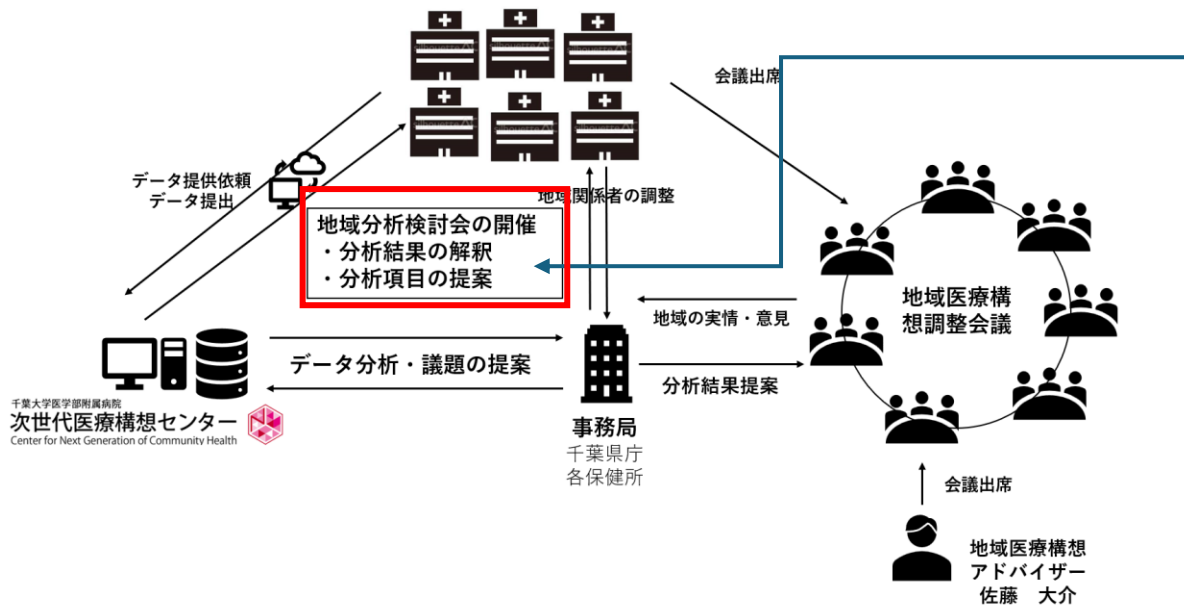 会議出席
データ提供依頼
データ提出
地域関係者の調整
地域分析検討会の開催
・分析結果の解釈
・分析項目の提案
地域の実情・意見
地域医療構
想調整会議
データ分析・議題の提案
分析結果提案
千葉大学医学部附属病院
次世代医療構想センター
Center for Next Generation of Community Health
事務局
千葉県庁
各保健所
会議出席
地域医療構想
アドバイザー
佐藤 大介